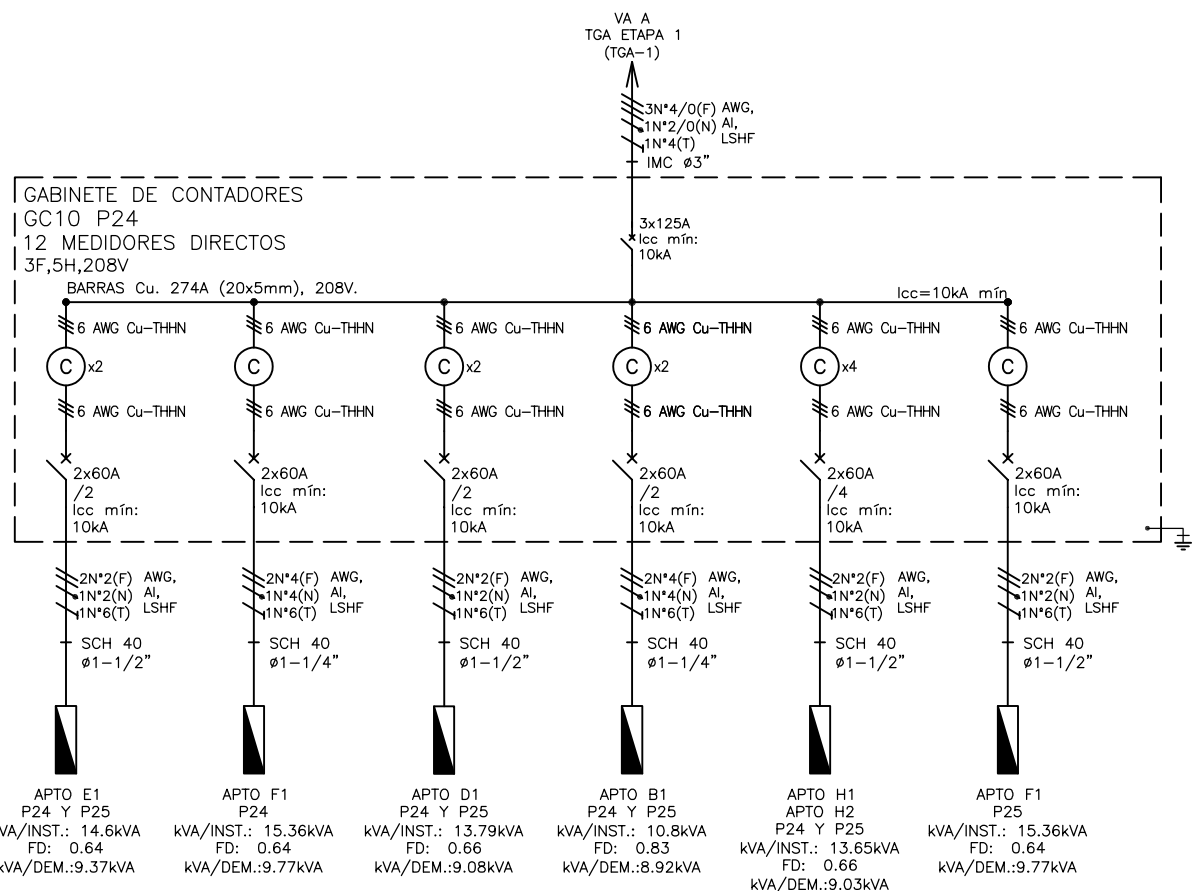 VA A
TGA ETAPA 1
(TGA-1)
3N°4/0(F) AWG,
1N°2/0(N) Al,
1N°4(T) LSHF
IMC ø3"
GABINETE DE CONTADORES
GC10 P24
12 MEDIDORES DIRECTOS
3F,5H,208V
3x125A
Icc mín:
10kA
BARRAS Cu. 274A (20x5mm), 208V.
Icc=10kA mín
6 AWG Cu-THHN
6 AWG Cu-THHN
6 AWG Cu-THHN
6 AWG Cu-THHN
6 AWG Cu-THHN
6 AWG Cu-THHN
C x2
C
C x2
C x2
C x4
C
6 AWG Cu-THHN
6 AWG Cu-THHN
6 AWG Cu-THHN
6 AWG Cu-THHN
6 AWG Cu-THHN
6 AWG Cu-THHN
2x60A
/2
Icc mín:
10kA
2x60A
Icc mín:
10kA
2x60A
/2
Icc mín:
10kA
2x60A
/2
Icc mín:
10kA
2x60A
/4
Icc mín:
10kA
2x60A
Icc mín:
10kA
2N°2(F) AWG,
1N°2(N) Al,
1N°6(T) LSHF
SCH 40
ø1-1/2"
2N°4(F) AWG,
1N°4(N) Al,
1N°6(T) LSHF
SCH 40
ø1-1/4"
2N°2(F) AWG,
1N°2(N) Al,
1N°6(T) LSHF
SCH 40
ø1-1/2"
2N°4(F) AWG,
1N°4(N) Al,
1N°6(T) LSHF
SCH 40
ø1-1/4"
2N°2(F) AWG,
1N°2(N) Al,
1N°6(T) LSHF
SCH 40
ø1-1/2"
2N°2(F) AWG,
1N°2(N) Al,
1N°6(T) LSHF
SCH 40
ø1-1/2"
APTO E1
P24 Y P25
kVA/INST.: 14.6kVA
FD: 0.64
kVA/DEM.:9.37kVA
APTO F1
P24
kVA/INST.: 15.36kVA
FD: 0.64
kVA/DEM.:9.77kVA
APTO D1
P24 Y P25
kVA/INST.: 13.79kVA
FD: 0.66
kVA/DEM.:9.08kVA
APTO B1
P24 Y P25
kVA/INST.: 10.8kVA
FD: 0.83
kVA/DEM.:8.92kVA
APTO H1
APTO H2
P24 Y P25
kVA/INST.: 13.65kVA
FD: 0.66
kVA/DEM.:9.03kVA
APTO F1
P25
kVA/INST.: 15.36kVA
FD: 0.64
kVA/DEM.:9.77kVA